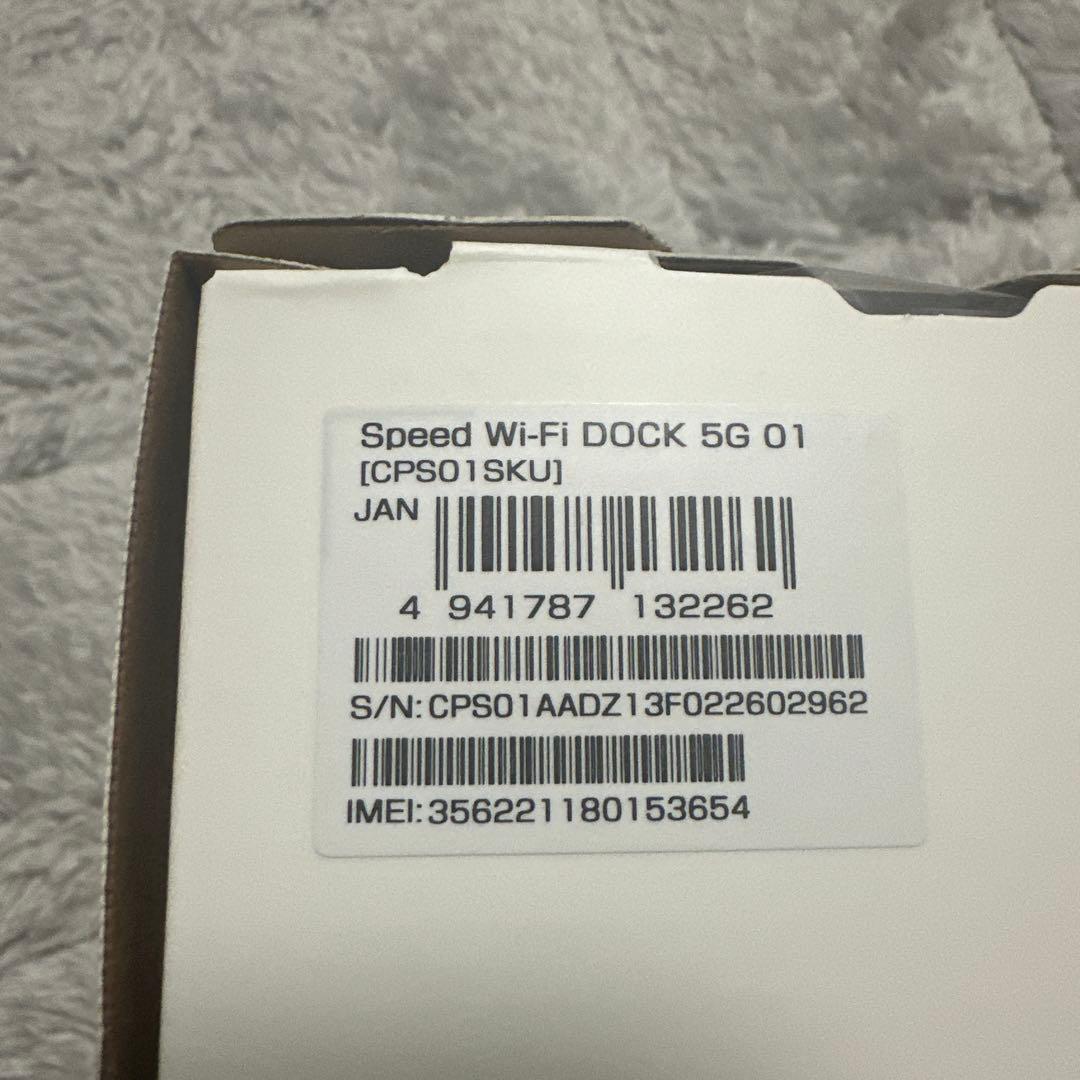 Speed Wi-Fi DOCK 5G 01
[CPS01SKU]
JAN
4 941787 132262
S/N:CPS01AADZ13F022602962
IMEI:356221180153654